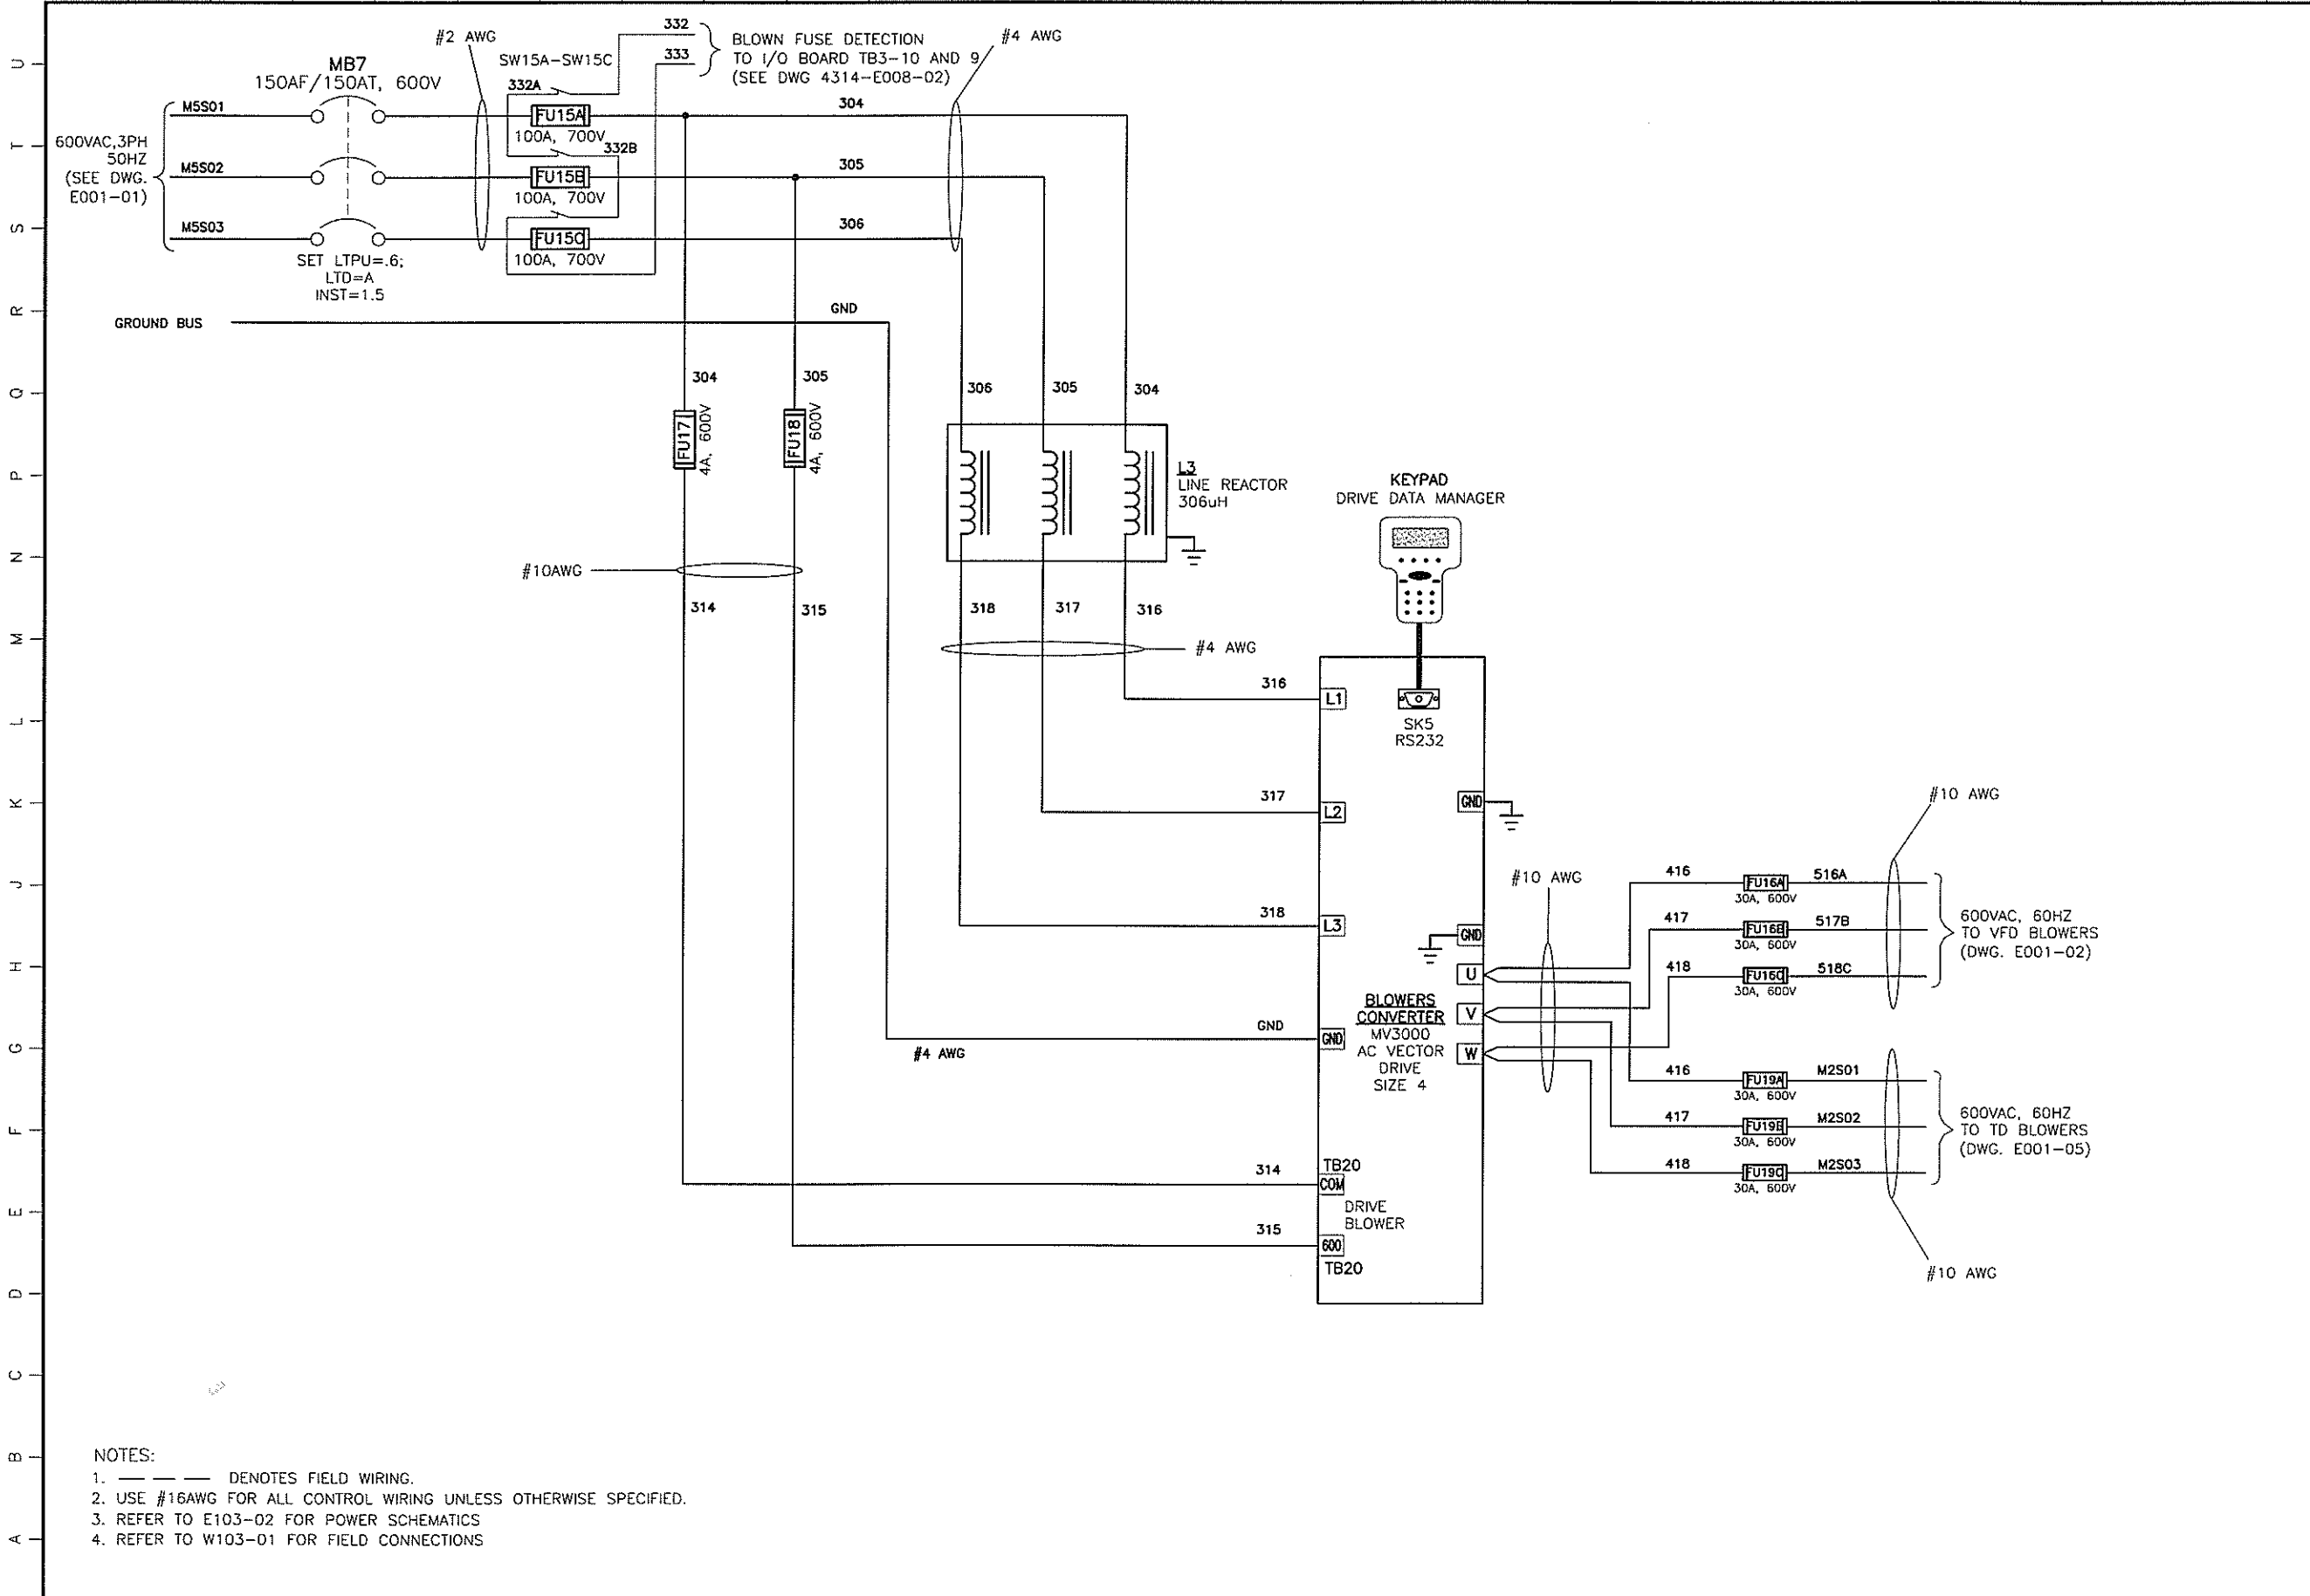 #2 AWG
332
BLOWN FUSE DETECTION
TO I/O BOARD TB3-10 AND 9
(SEE DWG 4314-E008-02)
#4 AWG
SW15A-SW15C
333
MB7
150AF/150AT, 600V
332A
M5S01
FU15A
100A, 700V
304
600VAC,3PH
50HZ
(SEE DWG.
E001-01)
332B
M5S02
FU15B
100A, 700V
305
M5S03
FU15C
100A, 700V
306
SET LTPU=.6;
LTD=A
INST=1.5
GROUND BUS
GND
304
305
306
305
304
FU17
4A, 600V
FU18
4A, 600V
L3
LINE REACTOR
306uH
KEYPAD
DRIVE DATA MANAGER
#10AWG
314
315
318
317
316
#4 AWG
316
L1
SK5
RS232
317
L2
GND
#10 AWG
#10 AWG
416
FU16A
516A
30A, 600V
417
FU16B
517B
30A, 600V
418
FU16C
518C
30A, 600V
600VAC, 60HZ
TO VFD BLOWERS
(DWG. E001-02)
318
L3
GND
U
V
W
BLOWERS
CONVERTER
MV3000
AC VECTOR
DRIVE
SIZE 4
GND
GND
#4 AWG
416
FU19A
M2S01
30A, 600V
417
FU19B
M2S02
30A, 600V
418
FU19C
M2S03
30A, 600V
600VAC, 60HZ
TO TD BLOWERS
(DWG. E001-05)
#10 AWG
314
TB20
COM
DRIVE
BLOWER
315
600
TB20
NOTES:
1. — — — DENOTES FIELD WIRING.
2. USE #16AWG FOR ALL CONTROL WIRING UNLESS OTHERWISE SPECIFIED.
3. REFER TO E103-02 FOR POWER SCHEMATICS
4. REFER TO W103-01 FOR FIELD CONNECTIONS
U
T
S
R
Q
P
N
M
L
K
J
H
G
F
E
D
C
B
A